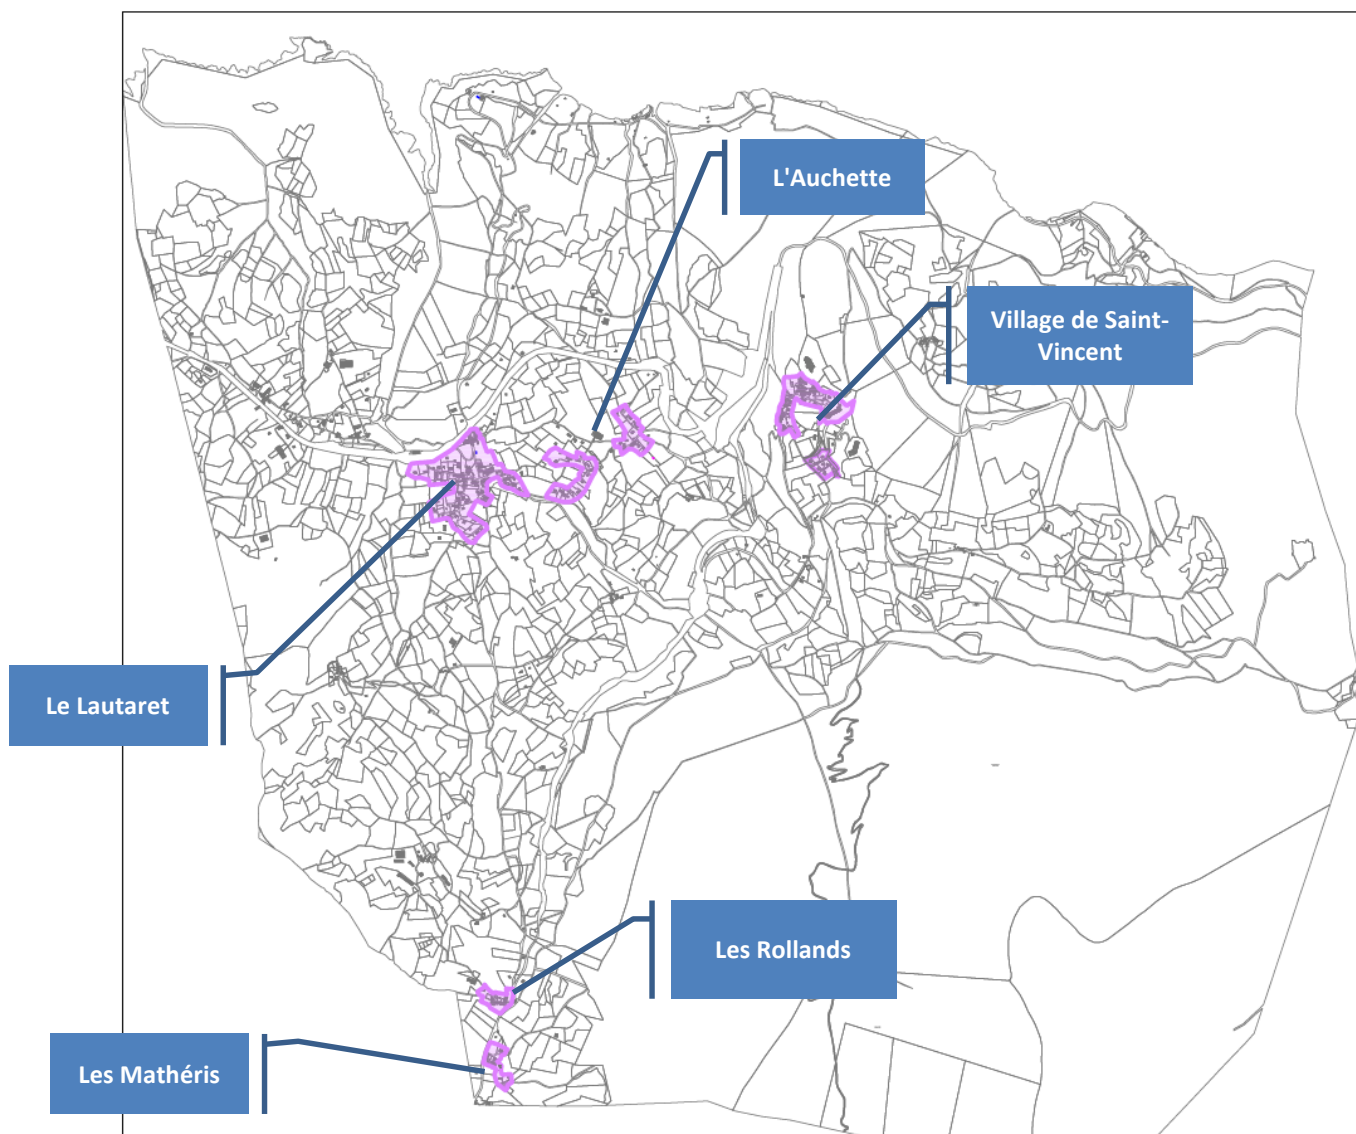 L'Auchette
Village de Saint-
Vincent
Le Lautaret
Les Rollands
Les Mathéris